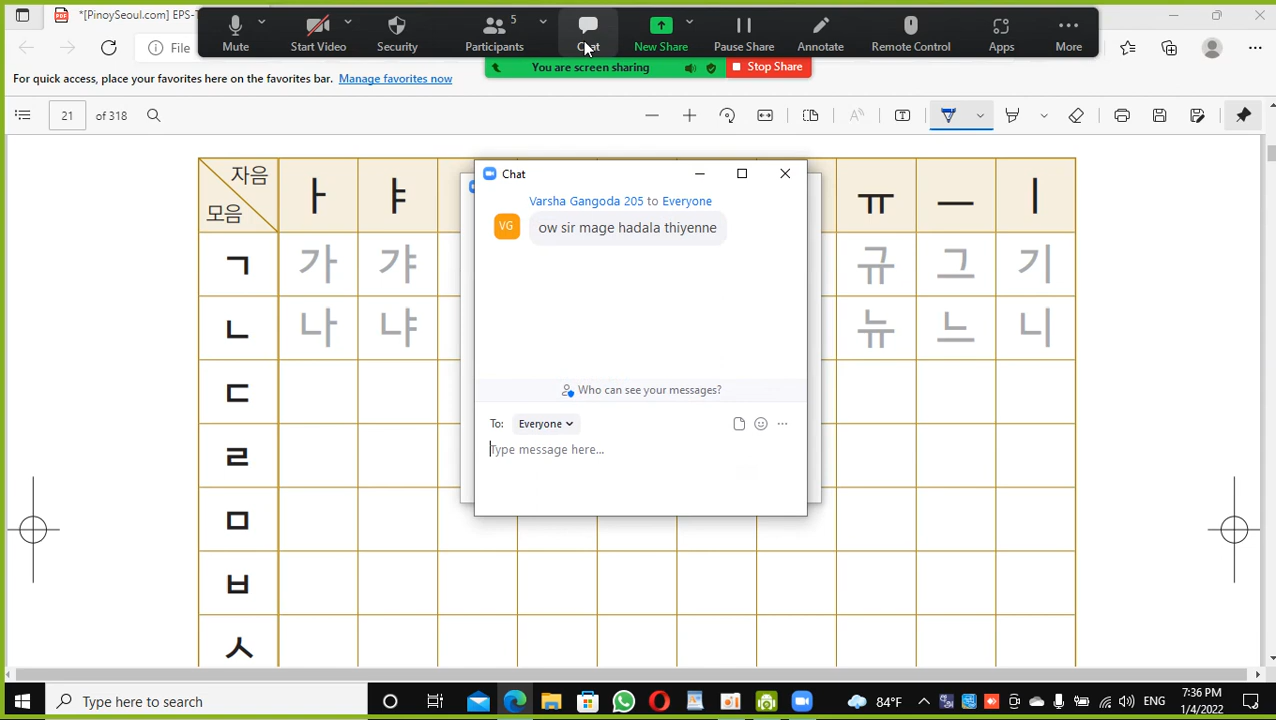 *[PinoySeoul.com] EPS-T
Mute
Start Video
Security
Participants
5
Chat
New Share
Pause Share
Annotate
Remote Control
Apps
More
File
You are screen sharing
Stop Share
For quick access, place your favorites here on the favorites bar. Manage favorites now
21 of 318
자음
모음
ㅏ ㅑ ㅠ ㅡ ㅣ
ㄱ 가 갸 규 그 기
ㄴ 나 냐 뉴 느 니
ㄷ
ㄹ
ㅁ
ㅂ
ㅅ
Chat
Varsha Gangoda 205 to Everyone
VG
ow sir mage hadala thiyenne
Who can see your messages?
To: Everyone
Type message here...
Type here to search
84°F
ENG
7:36 PM
1/4/2022